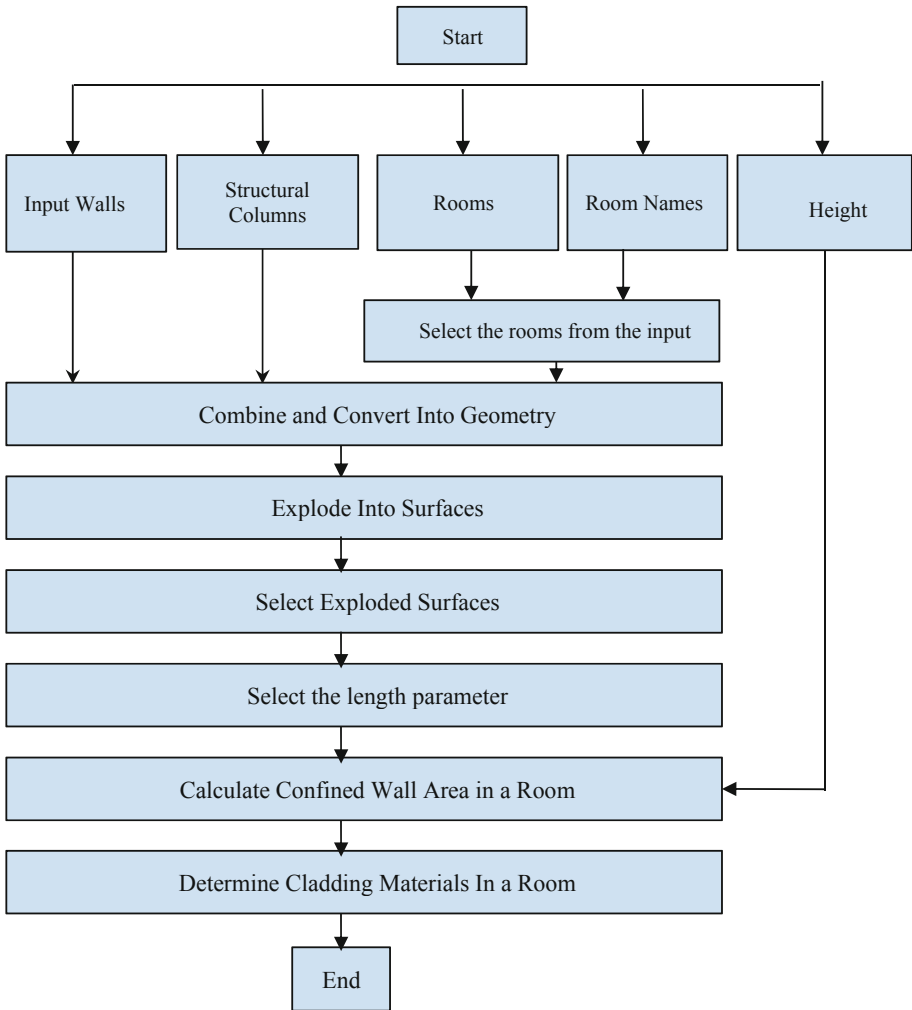 Start
Input Walls
Structural
Columns
Rooms
Room Names
Height
Select the rooms from the input
Combine and Convert Into Geometry
Explode Into Surfaces
Select Exploded Surfaces
Select the length parameter
Calculate Confined Wall Area in a Room
Determine Cladding Materials In a Room
End